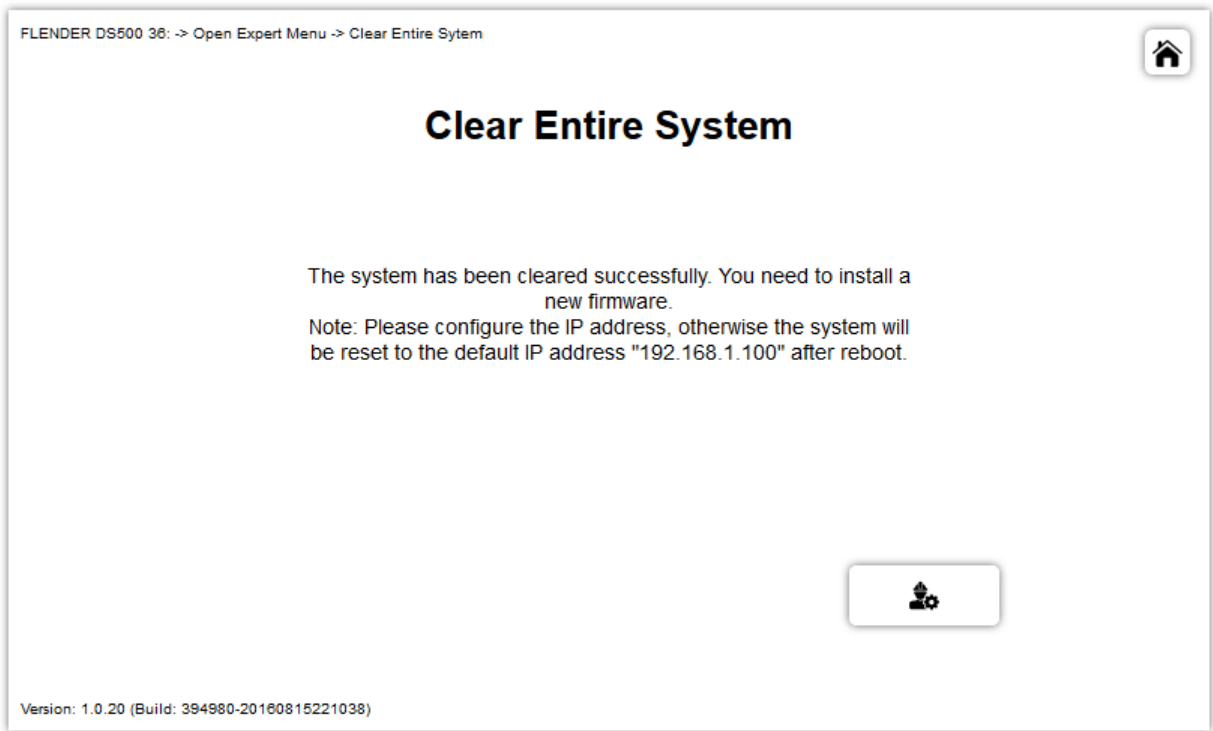 FLENDER DS500 36: -> Open Expert Menu -> Clear Entire Sytem
Clear Entire System
The system has been cleared successfully. You need to install a
new firmware.
Note: Please configure the IP address, otherwise the system will
be reset to the default IP address "192.168.1.100" after reboot.
Version: 1.0.20 (Build: 394980-20160815221038)